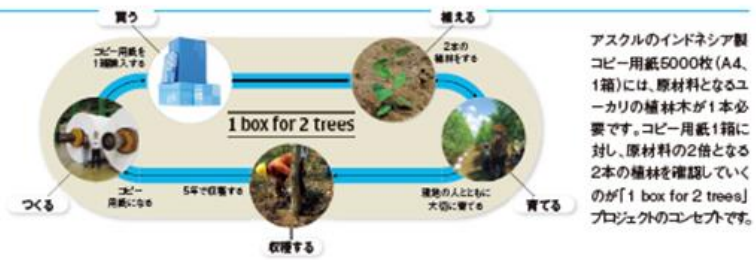 買う
植える
コピー用紙を
1箱購入する
2本の
植林をする
1 box for 2 trees
つくる
コピー
用紙になる
5年で収穫する
現地の人とともに
大切に育てる
育てる
収穫する
アスクルのインドネシア製
コピー用紙5000枚(A4、
1箱)には、原材料となるユ
ーカリの植林木が1本必
要です。コピー用紙1箱に
対し、原材料の2倍となる
2本の植林を確認していく
のが「1 box for 2 trees」
プロジェクトのコンセプトです。